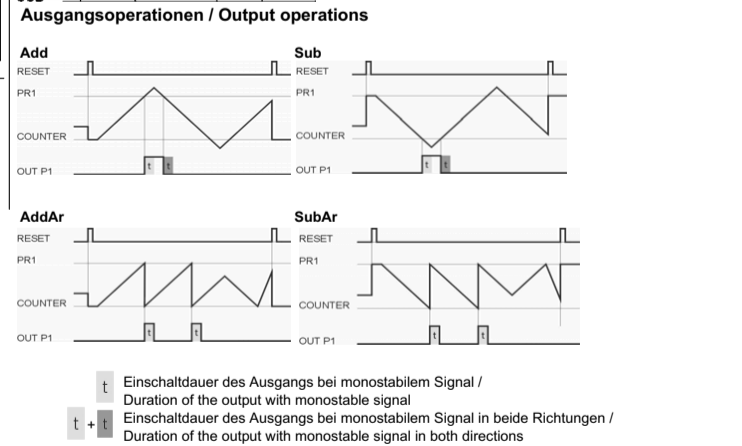 Ausgangsoperationen / Output operations
Add
RESET
PR1
COUNTER
OUT P1
t
t
Sub
RESET
PR1
COUNTER
OUT P1
t
t
AddAr
RESET
PR1
COUNTER
OUT P1
t
t
SubAr
RESET
PR1
COUNTER
OUT P1
t
t
t Einschaltdauer des Ausgangs bei monostabilem Signal /
Duration of the output with monostable signal
t + t Einschaltdauer des Ausgangs bei monostabilem Signal in beide Richtungen /
Duration of the output with monostable signal in both directions